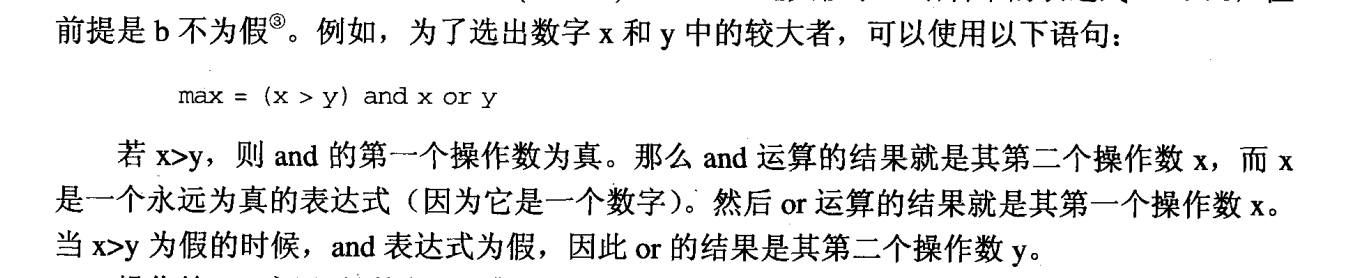 前提是 b 不为假③。例如，为了选出数字 x 和 y 中的较大者，可以使用以下语句：
max = (x > y) and x or y
若 x>y，则 and 的第一个操作数为真。那么 and 运算的结果就是其第二个操作数 x，而 x
是一个永远为真的表达式（因为它是一个数字）。然后 or 运算的结果就是其第一个操作数 x。
当 x>y 为假的时候，and 表达式为假，因此 or 的结果是其第二个操作数 y。